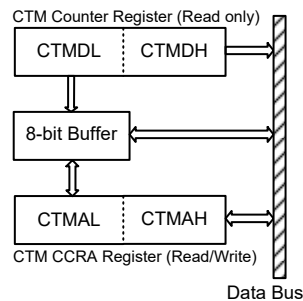 CTM Counter Register (Read only)
CTMDL CTMDH
8-bit Buffer
CTMAL CTMAH
CTM CCRA Register (Read/Write)
Data Bus